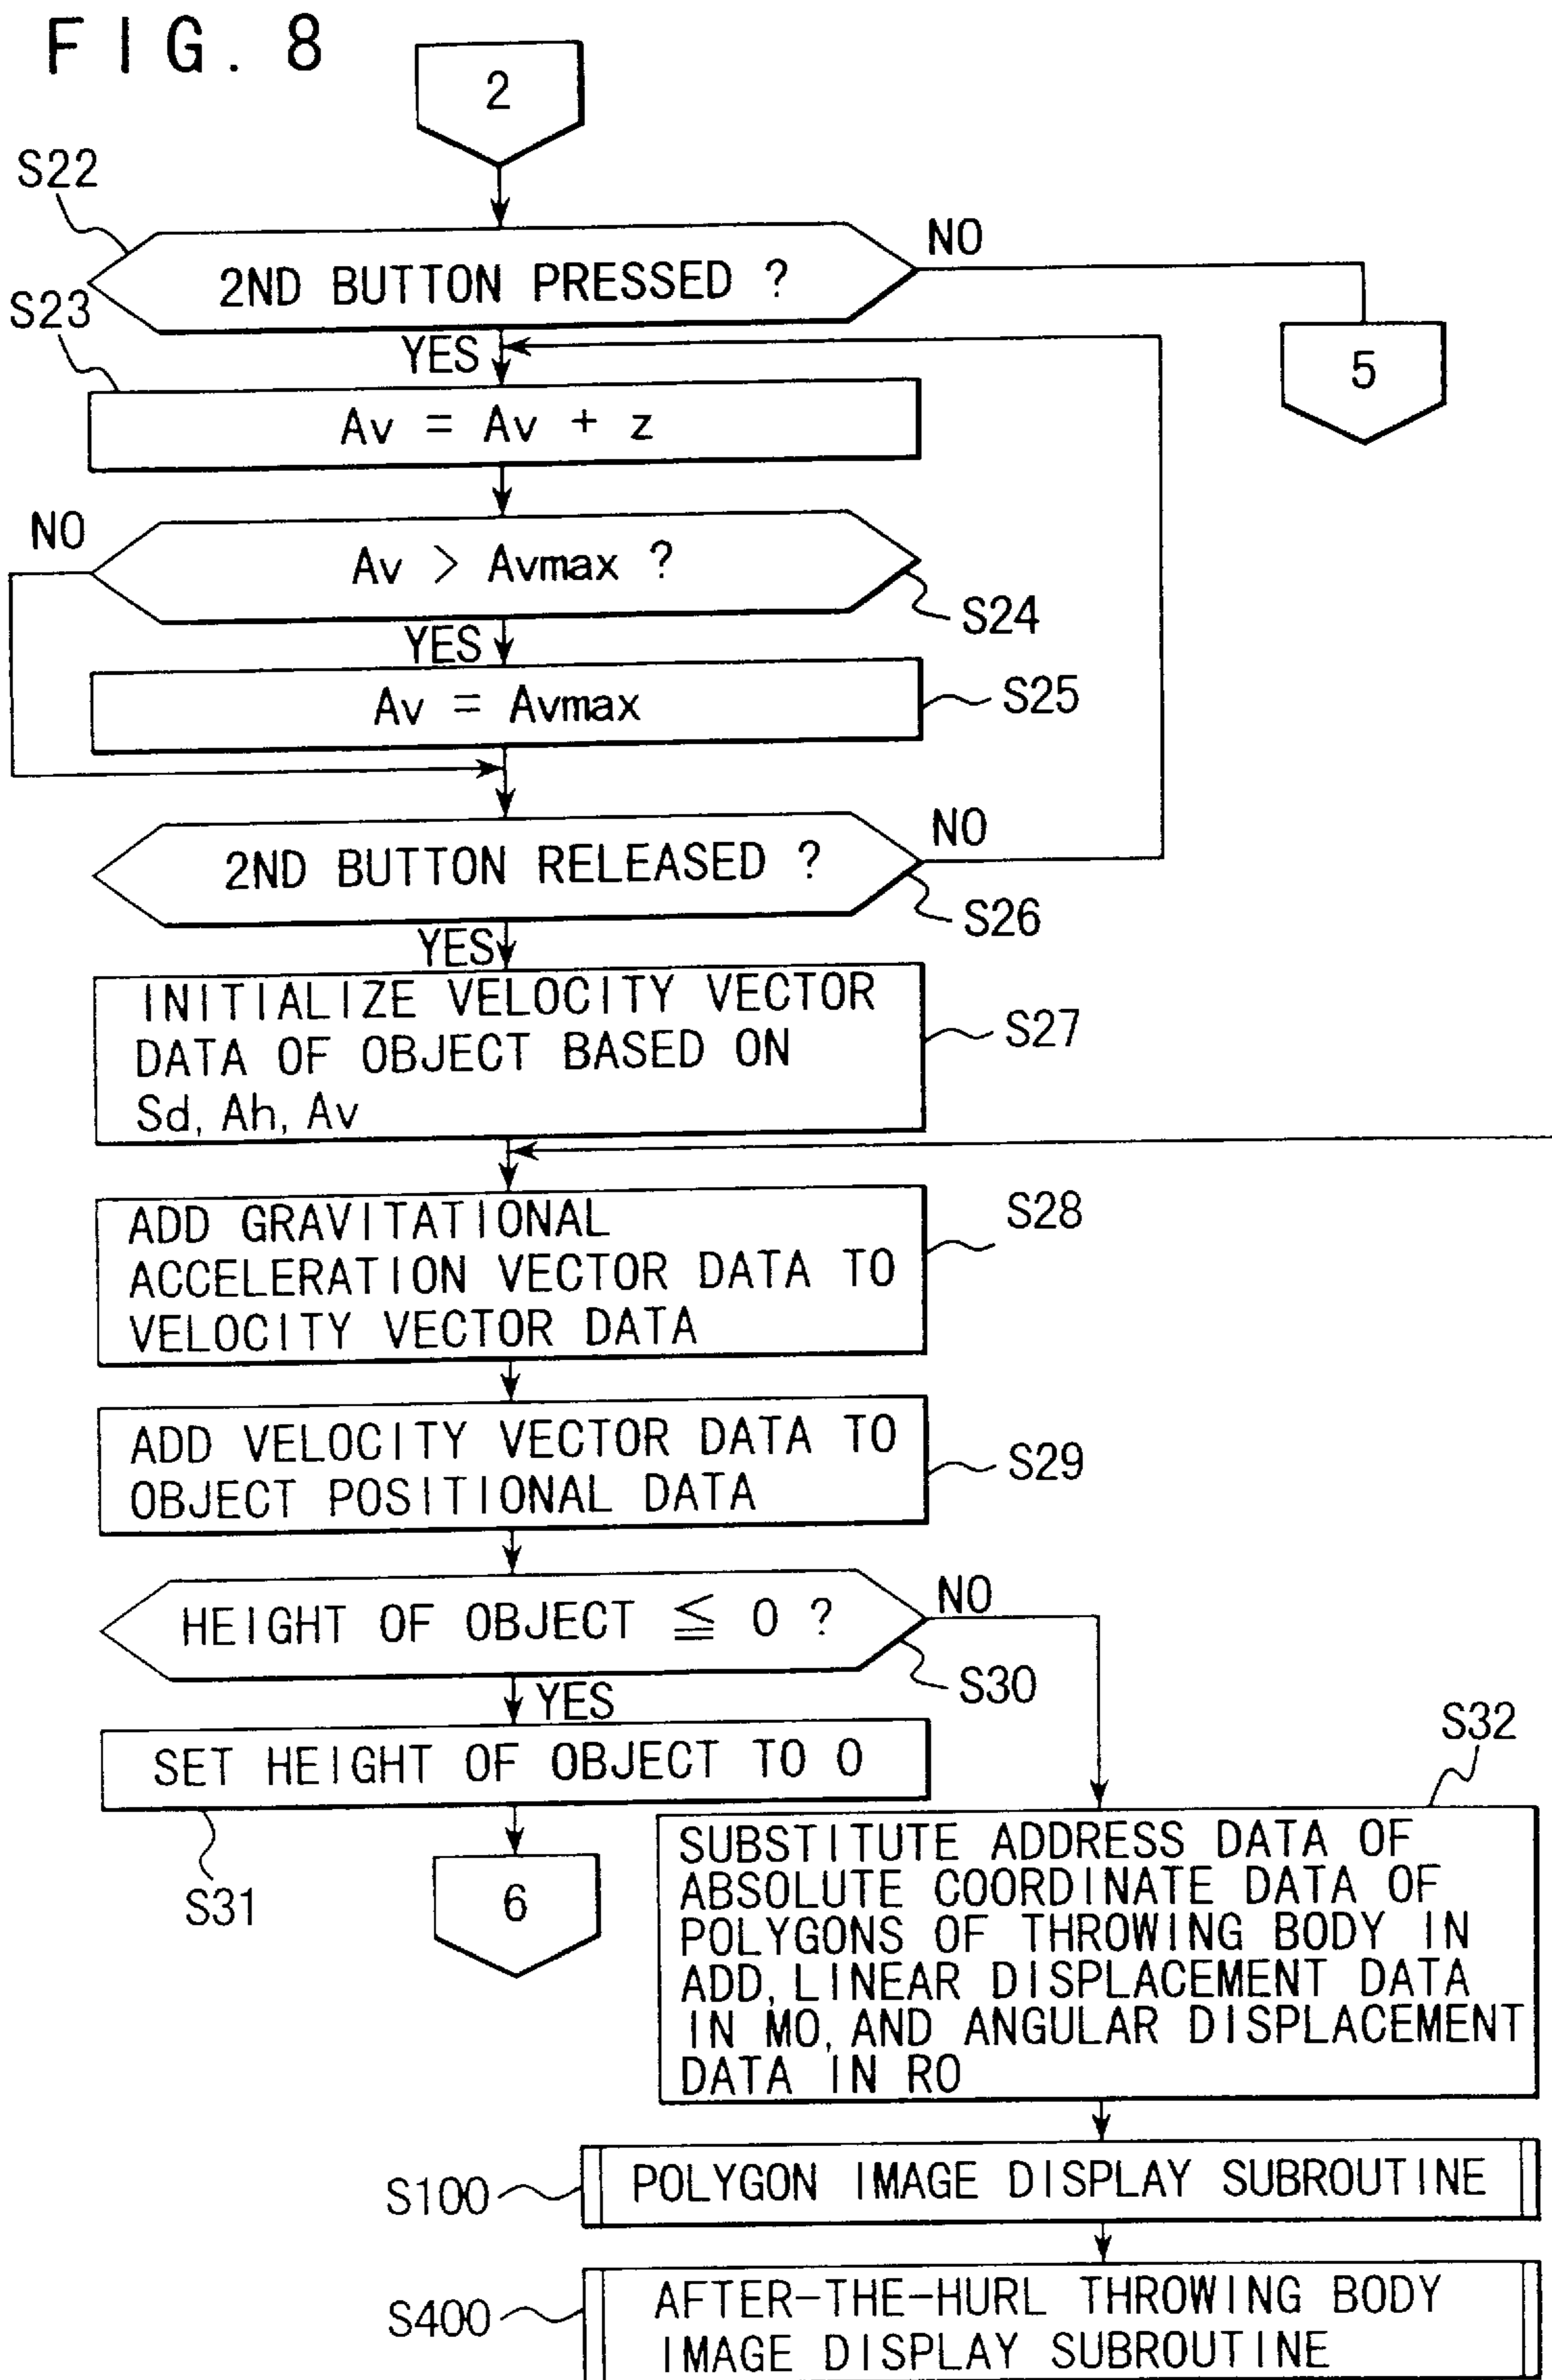 FIG. 8
2
S22
2ND BUTTON PRESSED ?
NO
S23
YES
5
Av = Av + z
NO
Av > Avmax ?
S24
YES
Av = Avmax
S25
2ND BUTTON RELEASED ?
NO
S26
YES
INITIALIZE VELOCITY VECTOR
DATA OF OBJECT BASED ON
Sd, Ah, Av
S27
ADD GRAVITATIONAL
ACCELERATION VECTOR DATA TO
VELOCITY VECTOR DATA
S28
ADD VELOCITY VECTOR DATA TO
OBJECT POSITIONAL DATA
S29
HEIGHT OF OBJECT ≦ 0 ?
NO
S30
YES
SET HEIGHT OF OBJECT TO 0
S31
6
S32
SUBSTITUTE ADDRESS DATA OF
ABSOLUTE COORDINATE DATA OF
POLYGONS OF THROWING BODY IN
ADD, LINEAR DISPLACEMENT DATA
IN MO, AND ANGULAR DISPLACEMENT
DATA IN RO
S100
POLYGON IMAGE DISPLAY SUBROUTINE
S400
AFTER-THE-HURL THROWING BODY
IMAGE DISPLAY SUBROUTINE